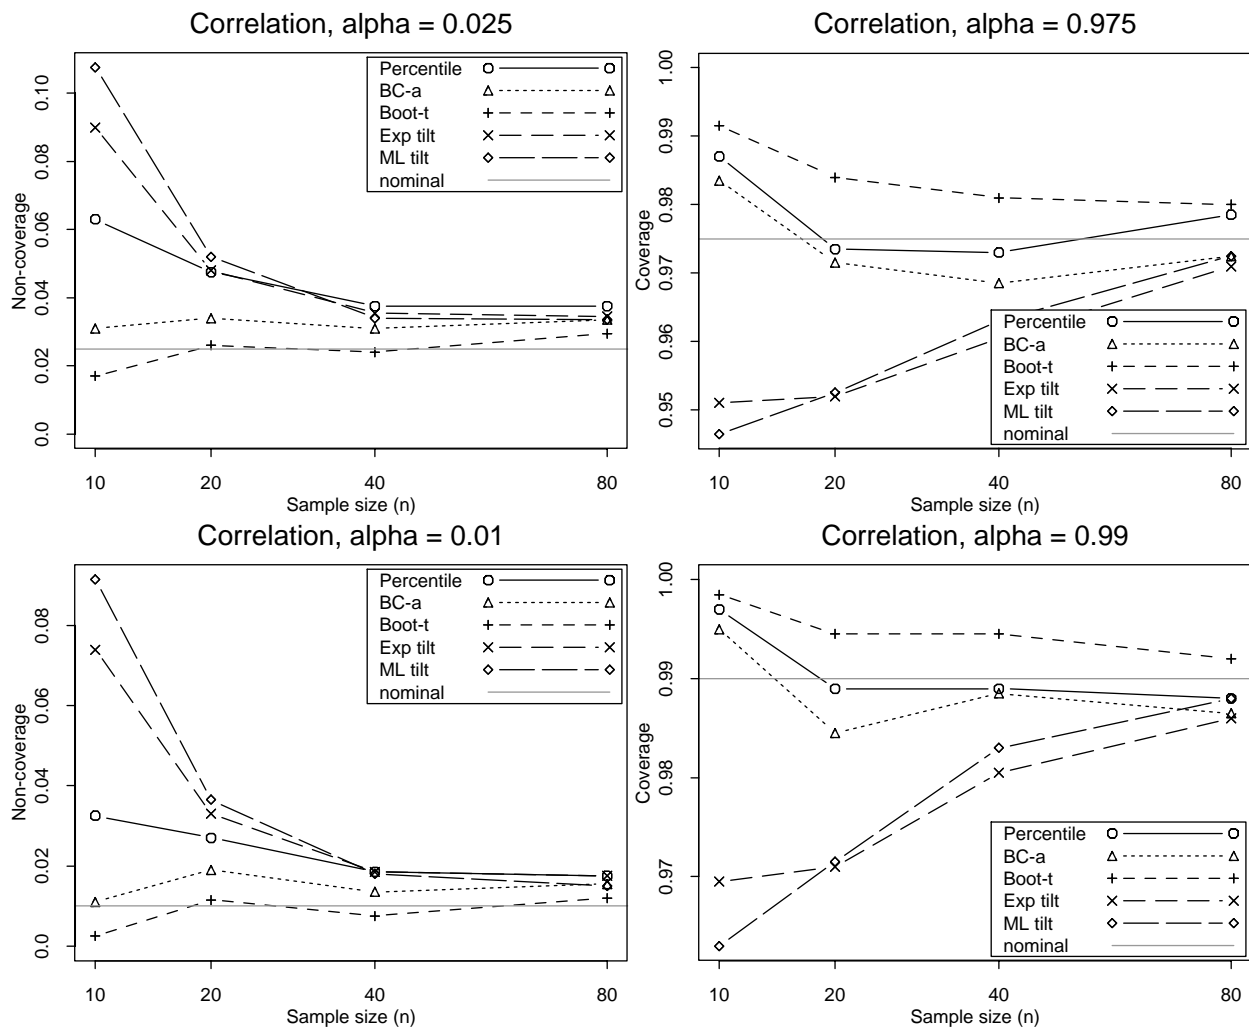 Correlation, alpha = 0.025
Non-coverage
0.0
0.02
0.04
0.06
0.08
0.10
Percentile
BC-a
Boot-t
Exp tilt
ML tilt
nominal
10
20
40
80
Sample size (n)
Correlation, alpha = 0.975
Coverage
0.95
0.96
0.97
0.98
0.99
1.00
Percentile
BC-a
Boot-t
Exp tilt
ML tilt
nominal
10
20
40
80
Sample size (n)
Correlation, alpha = 0.01
Non-coverage
0.0
0.02
0.04
0.06
0.08
Percentile
BC-a
Boot-t
Exp tilt
ML tilt
nominal
10
20
40
80
Sample size (n)
Correlation, alpha = 0.99
Coverage
0.97
0.98
0.99
1.00
Percentile
BC-a
Boot-t
Exp tilt
ML tilt
nominal
10
20
40
80
Sample size (n)